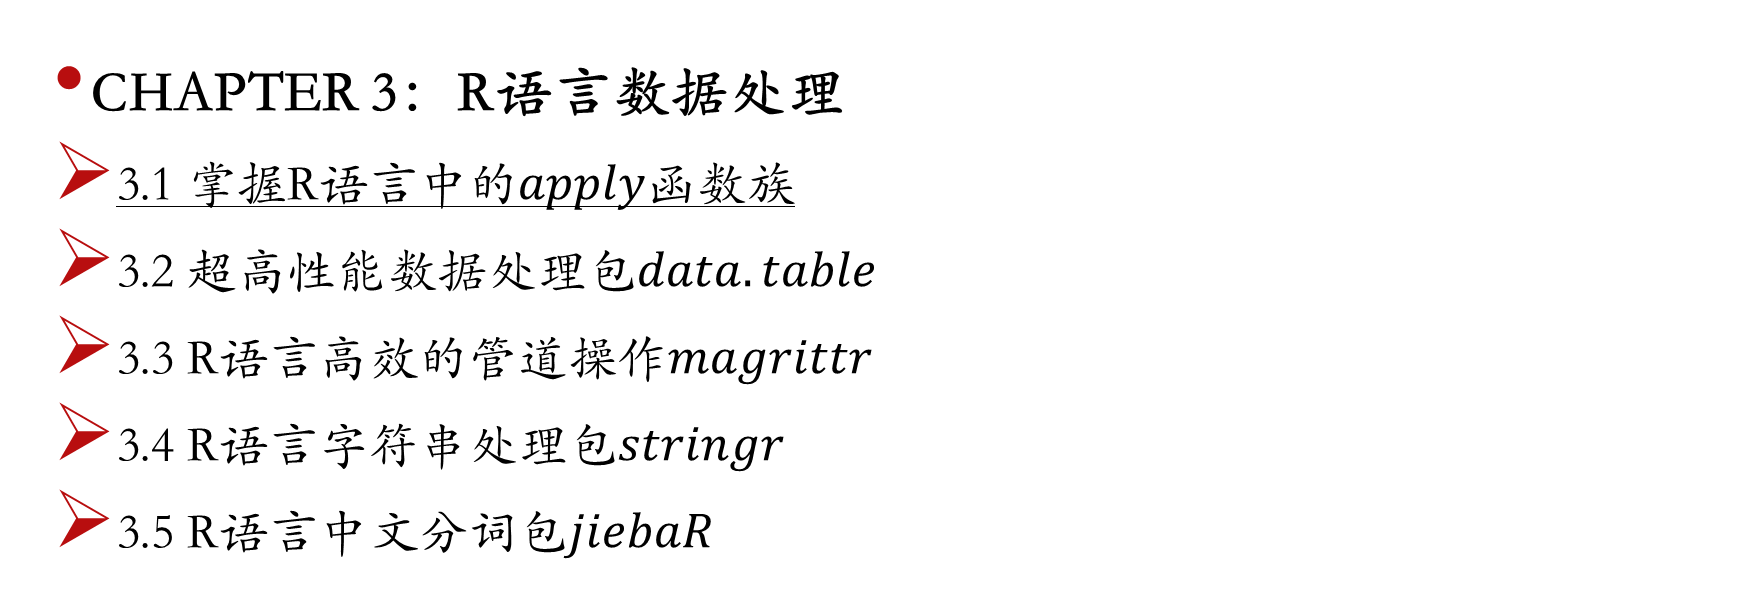 CHAPTER 3：R语言数据处理
3.1 掌握R语言中的apply函数族
3.2 超高性能数据处理包data.table
3.3 R语言高效的管道操作magrittr
3.4 R语言字符串处理包stringr
3.5 R语言中文分词包jiebaR